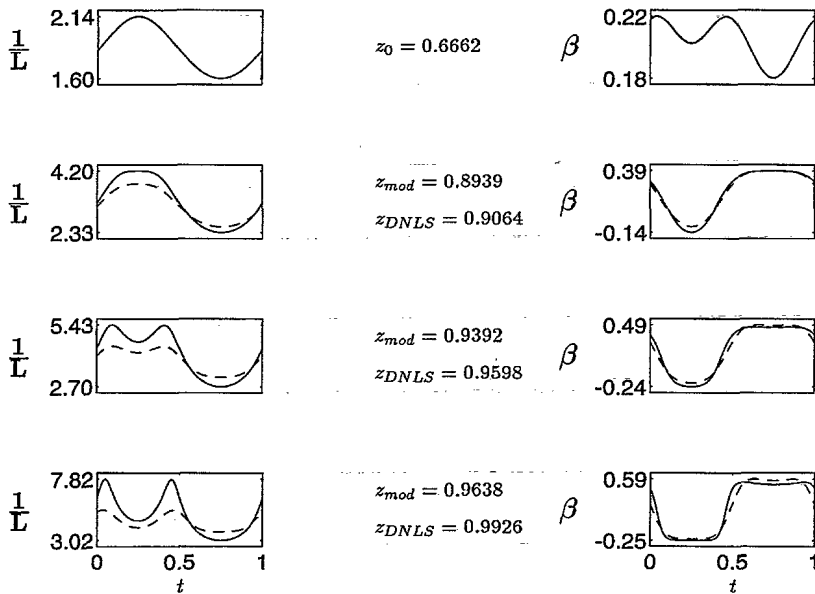 1/L 2.14 1.60 z₀ = 0.6662 β 0.22 0.18
1/L 4.20 2.33 z_mod = 0.8939 z_DNLS = 0.9064 β 0.39 -0.14
1/L 5.43 2.70 z_mod = 0.9392 z_DNLS = 0.9598 β 0.49 -0.24
1/L 7.82 3.02 z_mod = 0.9638 z_DNLS = 0.9926 β 0.59 -0.25
0 0.5 1 0 0.5 1
t t